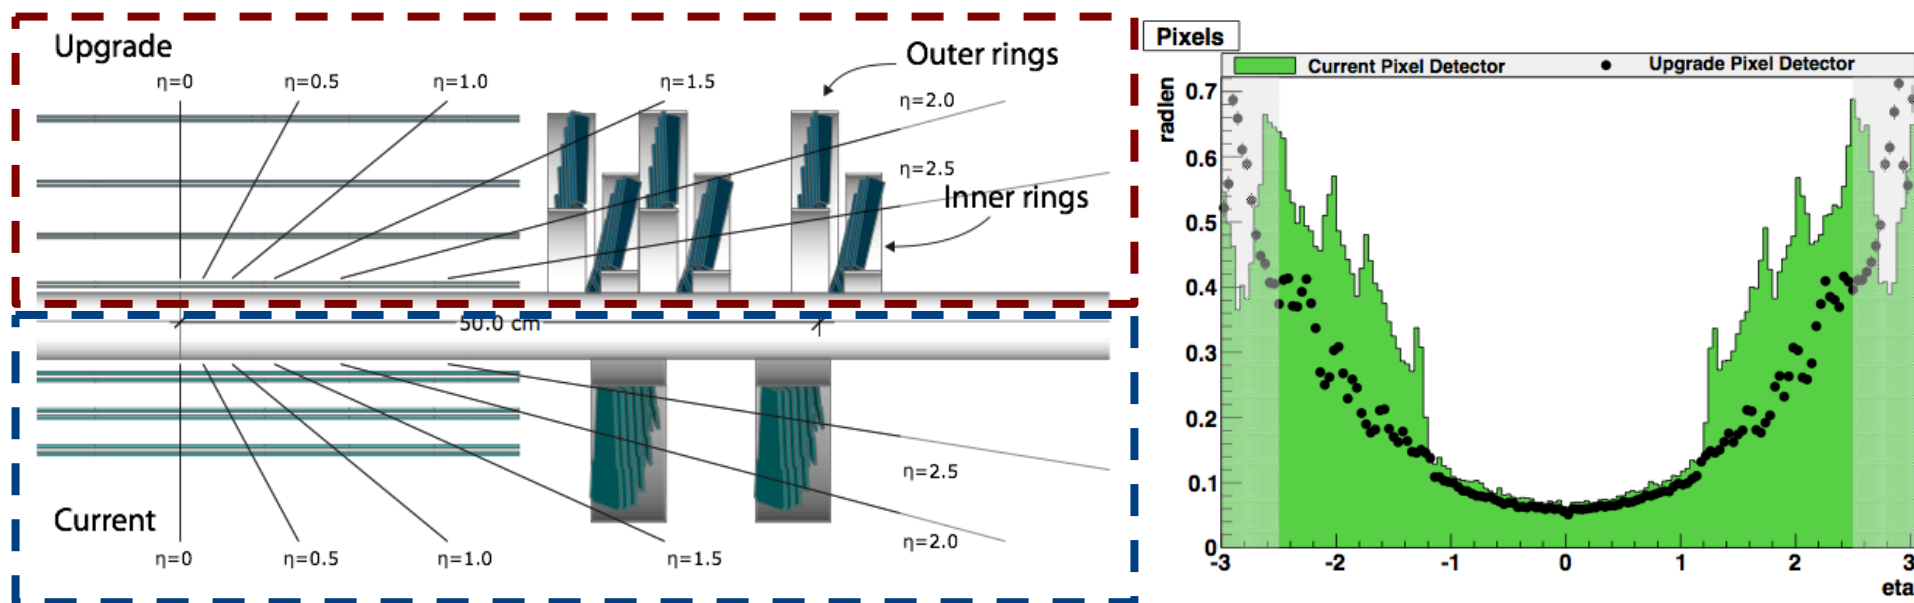 Upgrade
Outer rings
η=0 η=0.5 η=1.0 η=1.5
η=2.0
η=2.5
Inner rings
50.0 cm
Current
η=2.5
η=2.0
η=0 η=0.5 η=1.0 η=1.5
Pixels
Current Pixel Detector Upgrade Pixel Detector
radlen
0.7
0.6
0.5
0.4
0.3
0.2
0.1
0
-3 -2 -1 0 1 2 3
eta